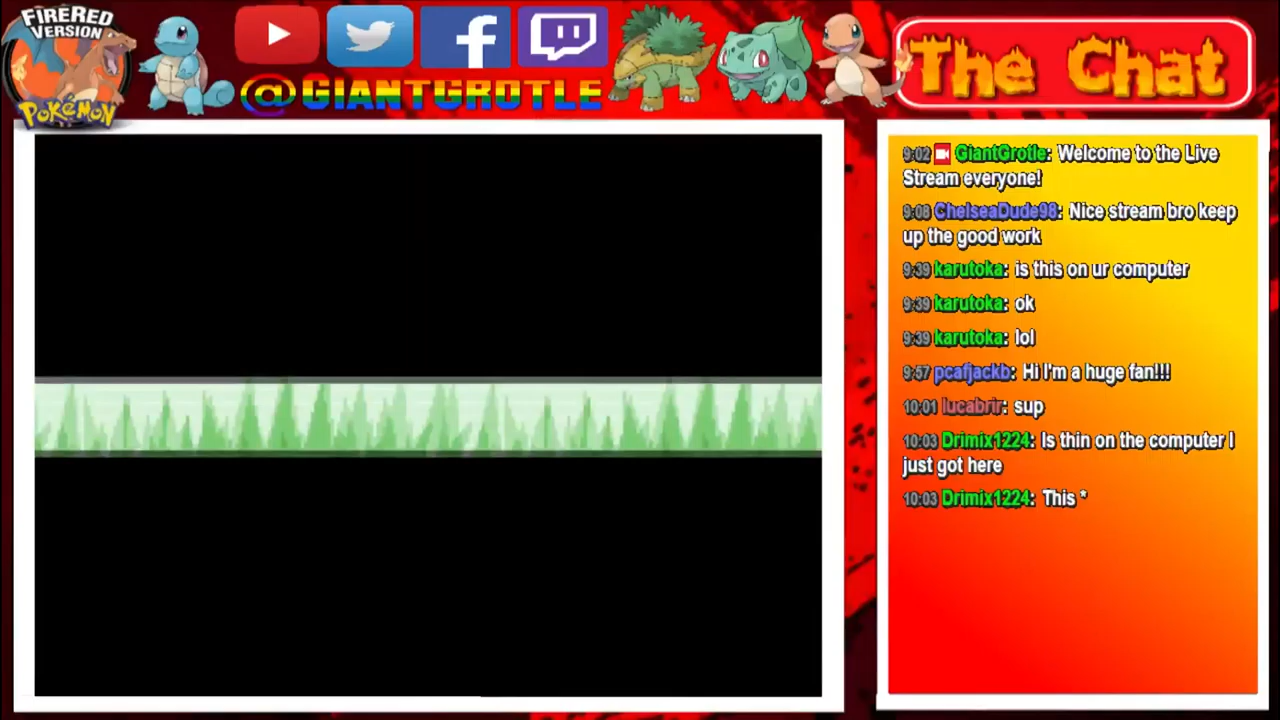 FIRERED
VERSION
POKéMON
@GIANTGROTLE
The Chat
9:02 GiantGrotle: Welcome to the Live
Stream everyone!
9:08 ChelseaDude98: Nice stream bro keep
up the good work
9:39 karutoka: is this on ur computer
9:39 karutoka: ok
9:39 karutoka: lol
9:57 pcafjackb: Hi I'm a huge fan!!!
10:01 lucabrir: sup
10:03 Drimix1224: Is thin on the computer I
just got here
10:03 Drimix1224: This *